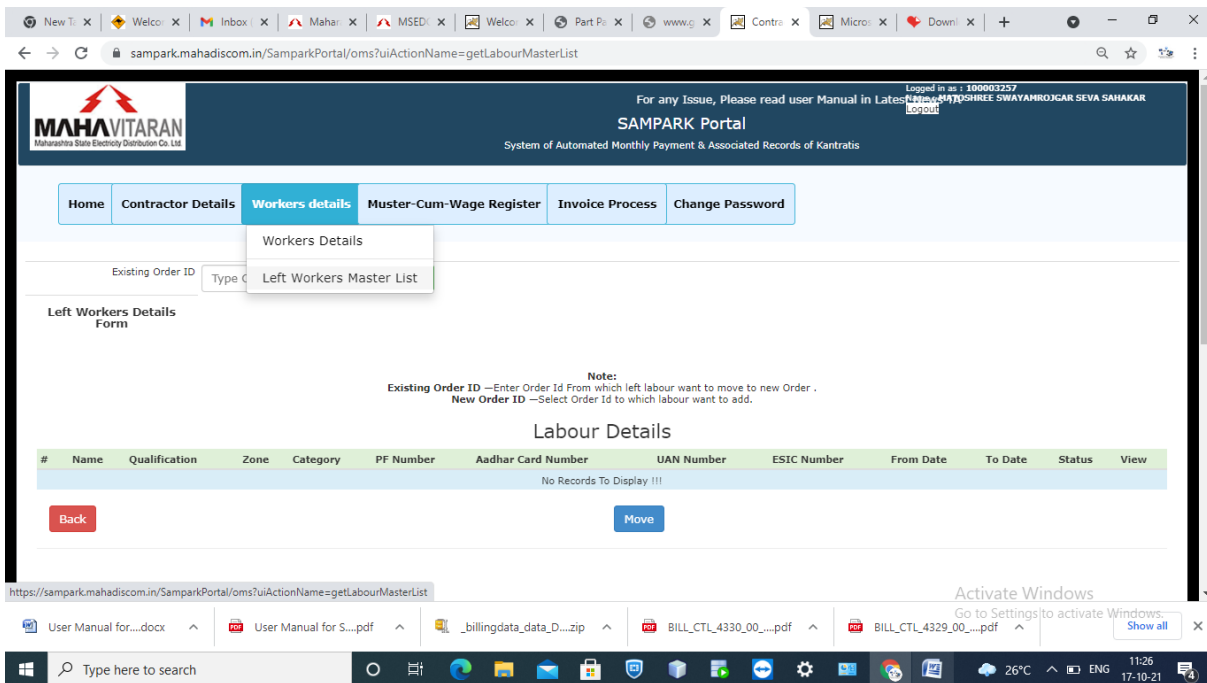 New Ta
Welcor
Inbox (
Mahar
MSEDC
Welcor
Part Pa
www.g
Contra
Micros
Downl
sampark.mahadiscom.in/SamparkPortal/oms?uiActionName=getLabourMasterList
MAHAVITARAN
Maharashtra State Electricity Distribution Co. Ltd.
For any Issue, Please read user Manual in Latest
Logged in as : 100003257
MATOSHREE SWAYAMROJGAR SEVA SAHAKAR
Logout
SAMPARK Portal
System of Automated Monthly Payment & Associated Records of Kantratis
Home Contractor Details Workers details Muster-Cum-Wage Register Invoice Process Change Password
Workers Details
Left Workers Master List
Existing Order ID
Type
Left Workers Details
Form
Note:
Existing Order ID —Enter Order Id From which left labour want to move to new Order .
New Order ID —Select Order Id to which labour want to add.
Labour Details
# Name Qualification Zone Category PF Number Aadhar Card Number UAN Number ESIC Number From Date To Date Status View
No Records To Display !!!
Back Move
https://sampark.mahadiscom.in/SamparkPortal/oms?uiActionName=getLabourMasterList
Activate Windows
Go to Settings to activate Windows.
User Manual for....docx
User Manual for S....pdf
_billingdata_data_D....zip
BILL_CTL_4330_00_....pdf
BILL_CTL_4329_00_....pdf
Show all
Type here to search
26°C
ENG
11:26
17-10-21
4